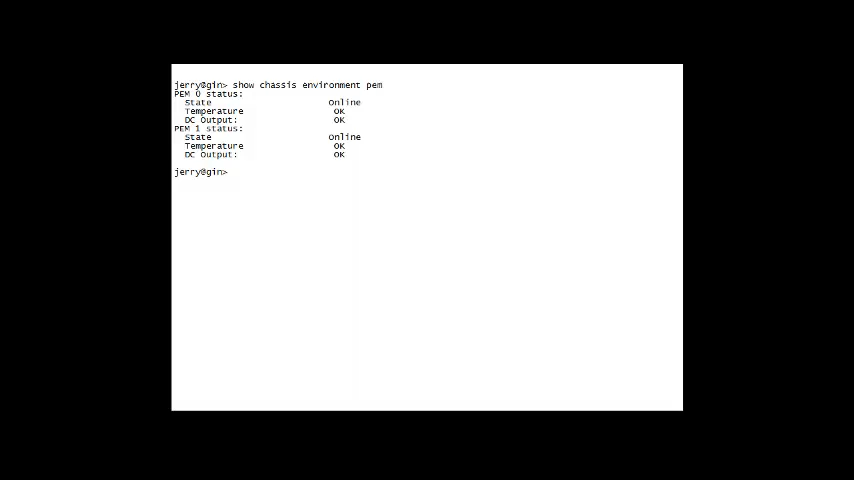 jerry@gin> show chassis environment pem
PEM 0 status:
State Online
Temperature OK
DC Output: OK
PEM 1 status:
State Online
Temperature OK
DC Output: OK
jerry@gin>